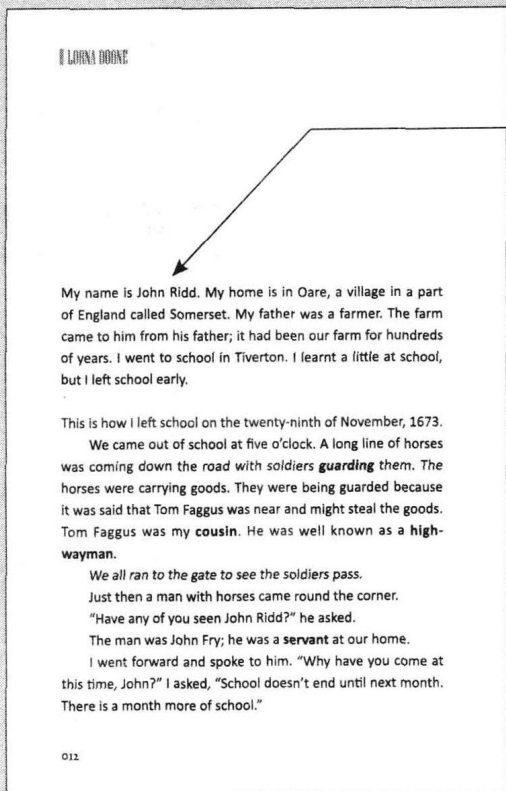 LORNA DOONE
My name is John Ridd. My home is in Oare, a village in a part
of England called Somerset. My father was a farmer. The farm
came to him from his father; it had been our farm for hundreds
of years. I went to school in Tiverton. I learnt a little at school,
but I left school early.
This is how I left school on the twenty-ninth of November, 1673.
We came out of school at five o'clock. A long line of horses
was coming down the road with soldiers guarding them. The
horses were carrying goods. They were being guarded because
it was said that Tom Faggus was near and might steal the goods.
Tom Faggus was my cousin. He was well known as a high-
wayman.
We all ran to the gate to see the soldiers pass.
Just then a man with horses came round the corner.
"Have any of you seen John Ridd?" he asked.
The man was John Fry; he was a servant at our home.
I went forward and spoke to him. "Why have you come at
this time, John?" I asked, "School doesn't end until next month.
There is a month more of school."
012